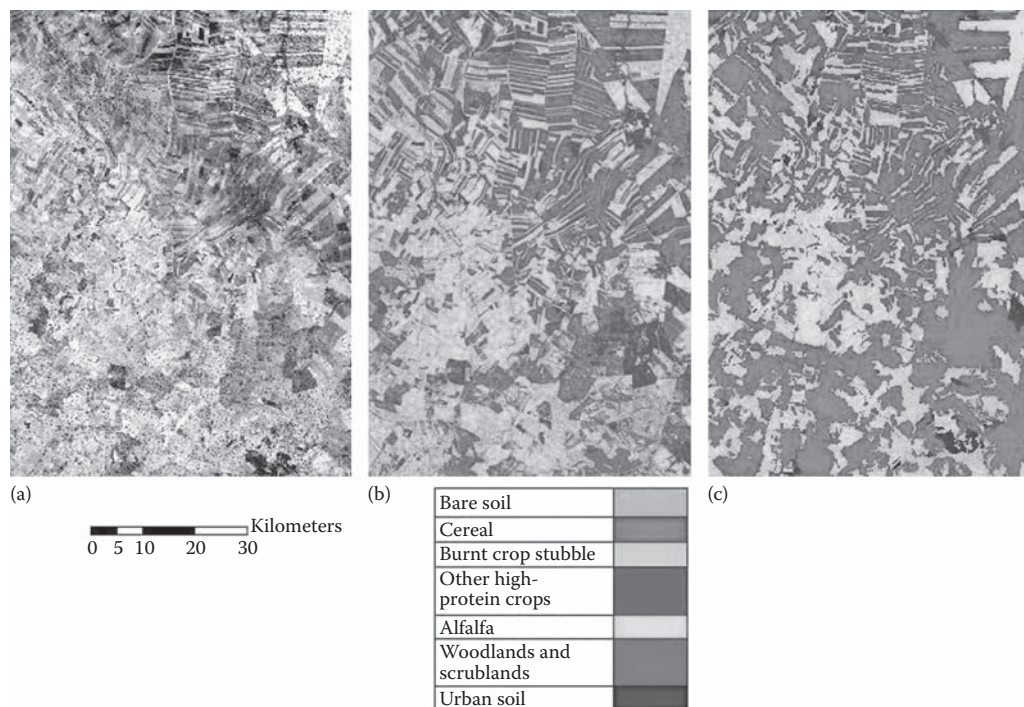 (a)
(b)
(c)
Kilometers
0 5 10 20 30
Bare soil
Cereal
Burnt crop stubble
Other high-
protein crops
Alfalfa
Woodlands and
scrublands
Urban soil